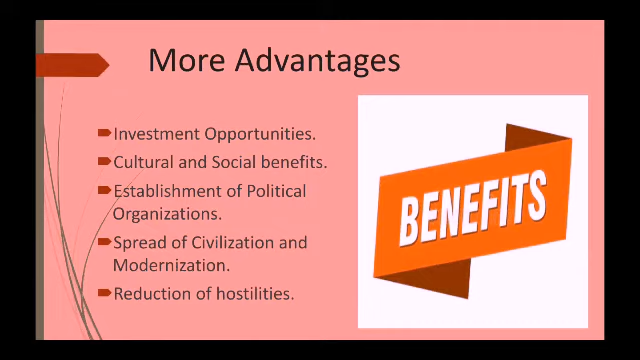 More Advantages
Investment Opportunities.
Cultural and Social benefits.
Establishment of Political
Organizations.
Spread of Civilization and
Modernization.
Reduction of hostilities.
BENEFITS